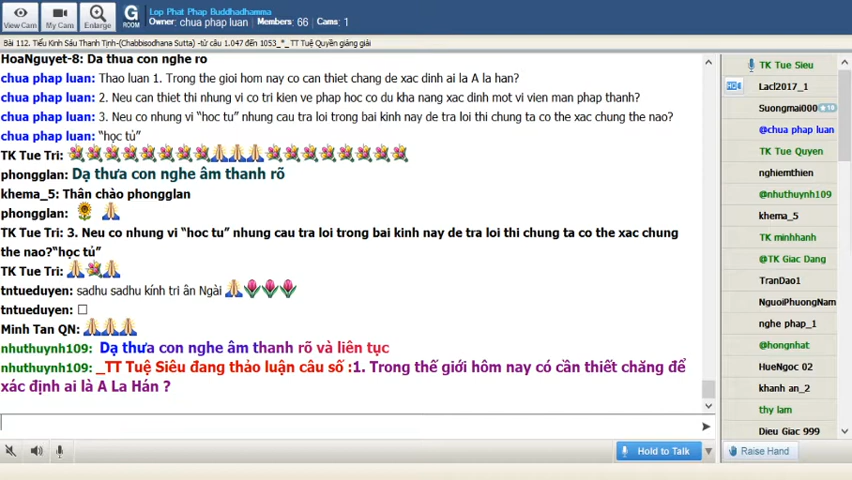 Lop Phat Phap Buddhadhamma
Owner: chua phap luan Members: 66 Cams: 1
View Cam
My Cam
Enlarge
G
ROOM
Bài 112. Tiểu Kinh Sáu Thanh Tịnh-(Chabbisodhana Sutta) -từ câu 1.047 đến 1053_*_ TT Tuệ Quyền giảng giải
HoaNguyet-8: Da thua con nghe ro
chua phap luan: Thao luan 1. Trong the gioi hom nay co can thiet chang de xac dinh ai la A la han?
chua phap luan: 2. Neu can thiet thi nhung vi co tri kien ve phap hoc co du kha nang xac dinh mot vi vien man phap thanh?
chua phap luan: 3. Neu co nhung vi "hoc tu" nhung cau tra loi trong bai kinh nay de tra loi thi chung ta co the xac chung the nao?
chua phap luan: "học tủ"
TK Tue Tri:
phongglan: Dạ thưa con nghe âm thanh rõ
khema_5: Thân chào phongglan
phongglan:
TK Tue Tri: 3. Neu co nhung vi "hoc tu" nhung cau tra loi trong bai kinh nay de tra loi thi chung ta co the xac chung
the nao?"học tủ"
TK Tue Tri:
tntueduyen: sadhu sadhu kính tri ân Ngài
tntueduyen: □
Minh Tan QN:
nhuthuynh109: Dạ thưa con nghe âm thanh rõ và liên tục
nhuthuynh109: _TT Tuệ Siêu đang thảo luận câu số :1. Trong thế giới hôm nay có cần thiết chăng để
xác định ai là A La Hán ?
Hold to Talk
TK Tue Sieu
Lacl2017_1
Suongmai000
@chua phap luan
TK Tue Quyen
nghiemthien
@nhuthuynh109
khema_5
TK minhhanh
@TK Giac Dang
TranDao1
NguoiPhuongNam
nghe phap_1
@hongnhat
HueNgoc 02
khanh an_2
thy lam
Dieu Giac 999
Raise Hand